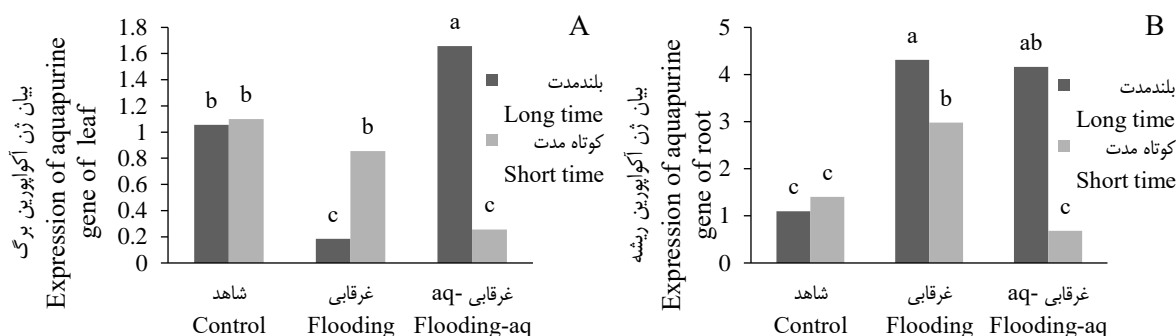 A
بیان ژن آکواپورین برگ
Expression of aquapurine
gene of leaf
1.8
1.6
1.4
1.2
1
0.8
0.6
0.4
0.2
0
b
b
c
b
a
c
بلندمدت
Long time
کوتاه مدت
Short time
شاهد
Control
غرقابی
Flooding
غرقابی -aq
Flooding-aq
B
بیان ژن آکواپورین ریشه
Expression of aquapurine
gene of root
5
4
3
2
1
0
c
c
a
b
ab
c
بلندمدت
Long time
کوتاه مدت
Short time
شاهد
Control
غرقابی
Flooding
غرقابی -aq
Flooding-aq